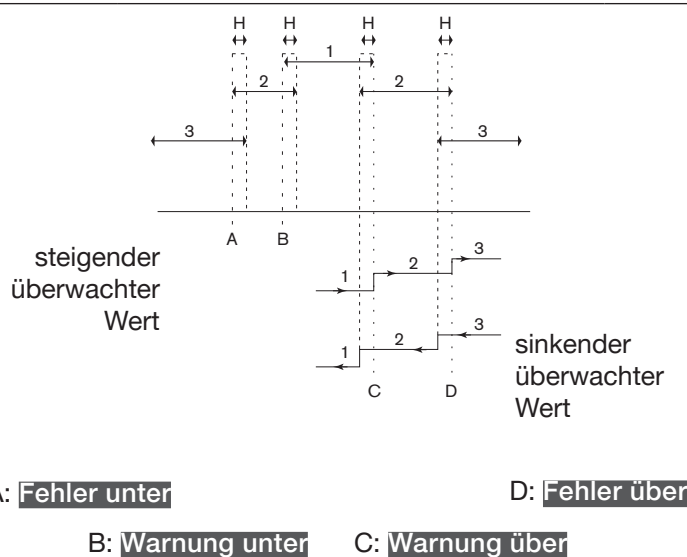 H H H H
1
2 2
3 3
A B
steigender
überwachter
Wert
1 2 3
1 2 3
sinkender
überwachter
Wert
C D
A: Fehler unter D: Fehler über
B: Warnung unter C: Warnung über